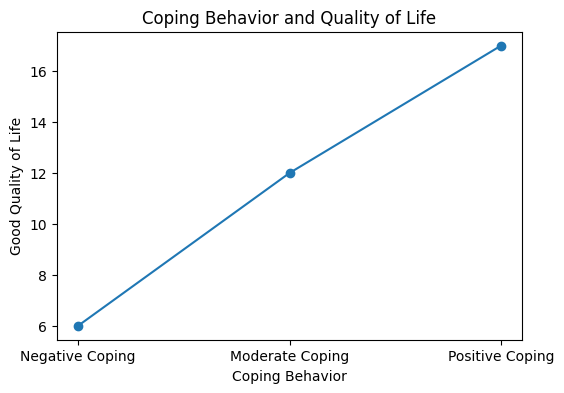 Coping Behavior and Quality of Life
Good Quality of Life
16
14
12
10
8
6
Negative Coping
Moderate Coping
Positive Coping
Coping Behavior